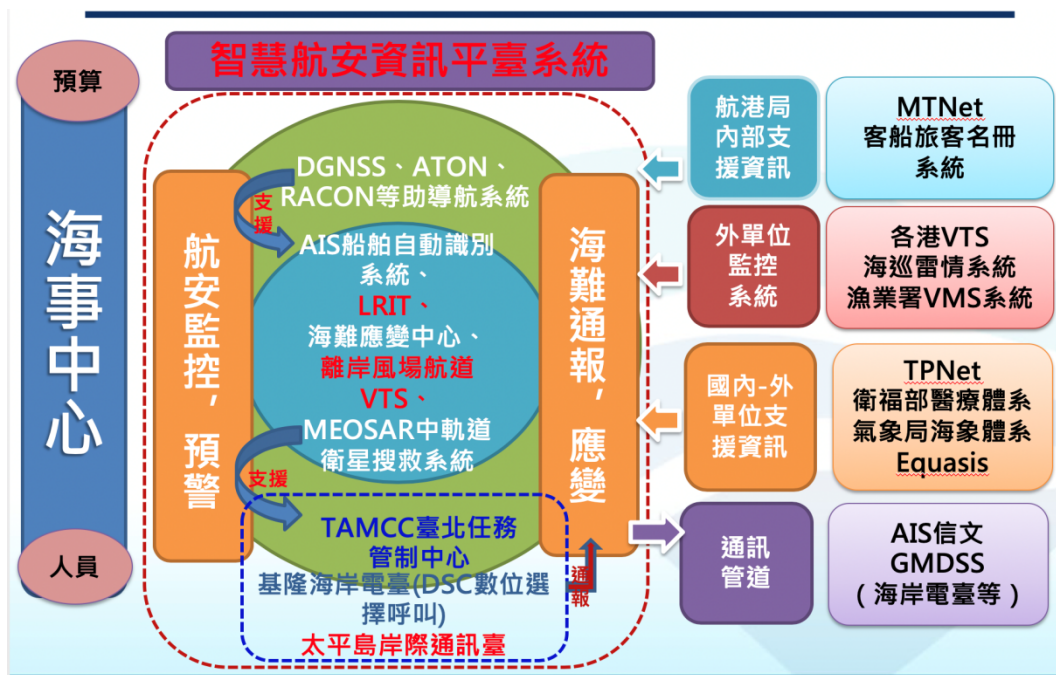 智慧航安資訊平臺系統
預算
海事中心
人員
航安監控，預警
DGNSS、ATON、
RACON等助導航系統
支援
AIS船舶自動識別
系統、
LRIT、
海難應變中心、
離岸風場航道
VTS、
MEOSAR中軌道
衛星搜救系統
支援
TAMCC臺北任務
管制中心
基隆海岸電臺(DSC數位選
擇呼叫)
太平島岸際通訊臺
通報
海難通報，應變
航港局
內部支
援資訊
MTNet
客船旅客名冊
系統
外單位
監控
系統
各港VTS
海巡雷情系統
漁業署VMS系統
國內-外
單位支
援資訊
TPNet
衛福部醫療體系
氣象局海象體系
Equasis
通訊
管道
AIS信文
GMDSS
（海岸電臺等）